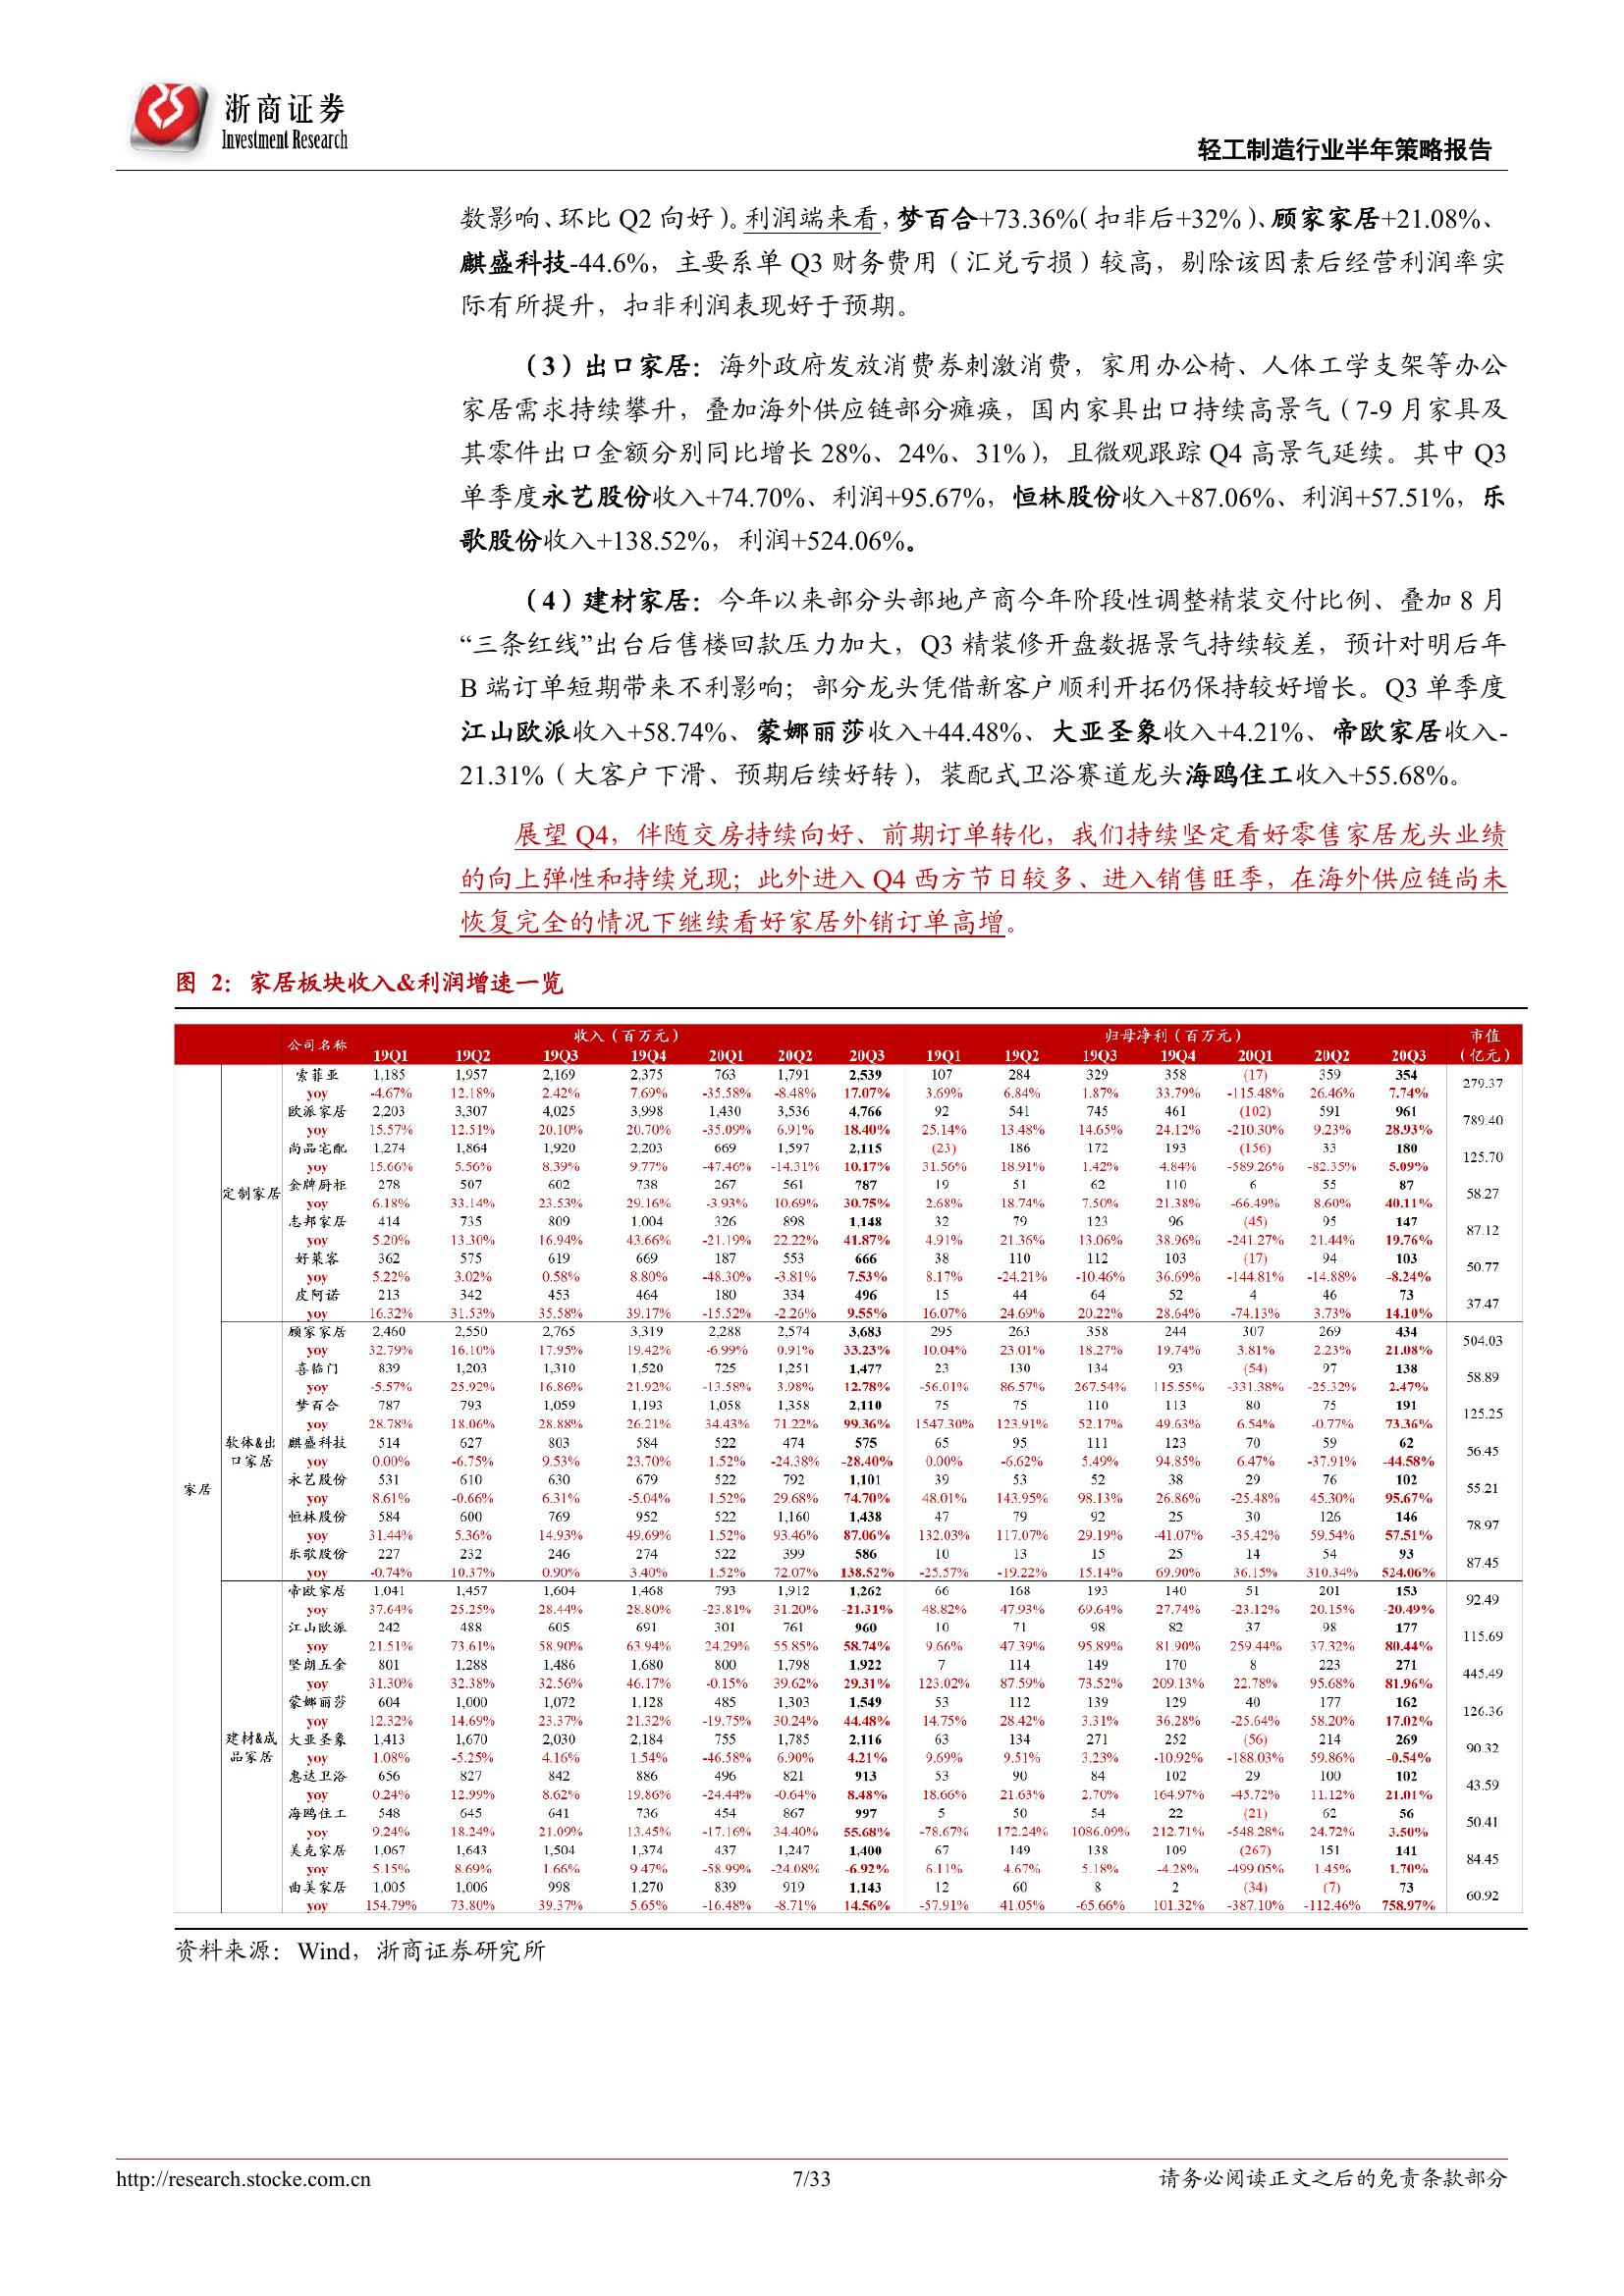 浙商证券
Investment Research
轻工制造行业半年策略报告
数影响、环比 Q2 向好）。利润端来看，梦百合+73.36%（扣非后+32%）、顾家家居+21.08%、
麒盛科技-44.6%，主要系单 Q3 财务费用（汇兑亏损）较高，剔除该因素后经营利润率实
际有所提升，扣非利润表现好于预期。
（3）出口家居：海外政府发放消费券刺激消费，家用办公椅、人体工学支架等办公
家居需求持续攀升，叠加海外供应链部分瘫痪，国内家具出口持续高景气（7-9 月家具及
其零件出口金额分别同比增长 28%、24%、31%），且微观跟踪 Q4 高景气延续。其中 Q3
单季度永艺股份收入+74.70%、利润+95.67%，恒林股份收入+87.06%、利润+57.51%，乐
歌股份收入+138.52%，利润+524.06%。
（4）建材家居：今年以来部分头部地产商今年阶段性调整精装交付比例、叠加 8 月
“三条红线”出台后售楼回款压力加大，Q3 精装修开盘数据景气持续较差，预计对明后年
B 端订单短期带来不利影响；部分龙头凭借新客户顺利开拓仍保持较好增长。Q3 单季度
江山欧派收入+58.74%、蒙娜丽莎收入+44.48%、大亚圣象收入+4.21%、帝欧家居收入-
21.31%（大客户下滑、预期后续好转），装配式卫浴赛道龙头海鸥住工收入+55.68%。
展望 Q4，伴随交房持续向好、前期订单转化，我们持续坚定看好零售家居龙头业绩
的向上弹性和持续兑现；此外进入 Q4 西方节日较多、进入销售旺季，在海外供应链尚未
恢复完全的情况下继续看好家居外销订单高增。
图 2：家居板块收入&利润增速一览
公司名称 收入（百万元） 归母净利（百万元） 市值（亿元）
19Q1 19Q2 19Q3 19Q4 20Q1 20Q2 20Q3 19Q1 19Q2 19Q3 19Q4 20Q1 20Q2 20Q3
家居
定制家居
索菲亚 1,185 1,957 2,169 2,375 763 1,791 2,539 107 284 329 358 (17) 359 354 279.37
yoy -4.67% 12.18% 2.42% 7.69% -35.58% -8.48% 17.07% 3.69% 6.84% 1.87% 33.79% -115.48% 26.46% 7.74%
欧派家居 2,203 3,307 4,025 3,998 1,430 3,536 4,766 92 541 745 461 (102) 591 961 789.40
yoy 15.57% 12.51% 20.10% 20.70% -35.09% 6.91% 18.40% 25.14% 13.48% 14.65% 24.12% -210.30% 9.23% 28.93%
尚品宅配 1,274 1,864 1,920 2,203 669 1,597 2,115 (23) 186 172 193 (156) 33 180 125.70
yoy 15.66% 5.56% 8.39% 9.77% -47.46% -14.31% 10.17% 31.56% 18.91% 1.42% 4.84% -589.26% -82.35% 5.09%
金牌厨柜 278 507 602 738 267 561 787 19 51 62 110 6 55 87 58.27
yoy 6.18% 33.14% 23.53% 29.16% -3.93% 10.69% 30.75% 2.68% 18.74% 7.50% 21.38% -66.49% 8.60% 40.11%
志邦家居 414 735 809 1,004 326 898 1,148 32 79 123 96 (45) 95 147 87.12
yoy 5.20% 13.30% 16.94% 43.66% -21.19% 22.22% 41.87% 4.91% 21.36% 13.06% 38.96% -241.27% 21.44% 19.76%
好莱客 362 575 619 669 187 553 666 38 110 112 103 (17) 94 103 50.77
yoy 5.22% 3.02% 0.58% 8.80% -48.30% -3.81% 7.53% 8.17% -24.21% -10.46% 36.69% -144.81% -14.88% -8.24%
皮阿诺 213 342 453 464 180 334 496 15 44 64 52 4 46 73 37.47
yoy 16.32% 31.53% 35.58% 39.17% -15.52% -2.26% 9.55% 16.07% 24.69% 20.22% 28.64% -74.13% 3.73% 14.10%
软体&出口家居
顾家家居 2,460 2,550 2,765 3,319 2,288 2,574 3,683 295 263 358 244 307 269 434 504.03
yoy 32.79% 16.10% 17.95% 19.42% -6.99% 0.91% 33.23% 10.04% 23.01% 18.27% 19.74% 3.81% 2.23% 21.08%
喜临门 839 1,203 1,310 1,520 725 1,251 1,477 23 130 134 93 (54) 97 138 58.89
yoy -5.57% 25.92% 16.86% 21.92% -13.58% 3.98% 12.78% -56.01% 86.57% 267.54% 115.55% -331.38% -25.32% 2.47%
梦百合 787 793 1,059 1,193 1,058 1,358 2,110 75 75 110 113 80 75 191 125.25
yoy 28.78% 18.06% 28.88% 26.21% 34.43% 71.22% 99.36% 1547.30% 123.91% 52.17% 49.63% 6.54% -0.77% 73.36%
麒盛科技 514 627 803 584 522 474 575 65 95 111 123 70 59 62 56.45
yoy 0.00% -6.75% 9.53% 23.70% 1.52% -24.38% -28.40% 0.00% -6.62% 5.49% 94.85% 6.47% -37.91% -44.58%
永艺股份 531 610 630 679 522 792 1,101 39 53 52 38 29 76 102 55.21
yoy 8.61% -0.66% 6.31% -5.04% 1.52% 29.68% 74.70% 48.01% 143.95% 98.13% 26.86% -25.48% 45.30% 95.67%
恒林股份 584 600 769 952 522 1,160 1,438 47 79 92 25 30 126 146 78.97
yoy 31.44% 5.36% 14.93% 49.69% 1.52% 93.46% 87.06% 132.03% 117.07% 29.19% -41.07% -35.42% 59.54% 57.51%
乐歌股份 227 232 246 274 522 399 586 10 13 15 25 14 54 93 87.45
yoy -0.74% 10.37% 0.90% 3.40% 1.52% 72.07% 138.52% -25.57% -19.22% 15.14% 69.90% 36.15% 310.34% 524.06%
建材&成品家居
帝欧家居 1,041 1,457 1,604 1,468 793 1,912 1,262 66 168 193 140 51 201 153 92.49
yoy 37.64% 25.25% 28.44% 28.80% -23.81% 31.20% -21.31% 48.82% 47.93% 69.64% 27.74% -23.12% 20.15% -20.49%
江山欧派 242 488 605 691 301 761 960 10 71 98 82 37 98 177 115.69
yoy 21.51% 73.61% 58.90% 63.94% 24.29% 55.85% 58.74% 9.66% 47.39% 95.89% 81.90% 259.44% 37.32% 80.44%
坚朗五金 801 1,288 1,486 1,680 800 1,798 1,922 7 114 149 170 8 223 271 445.49
yoy 31.30% 32.38% 32.56% 46.17% -0.15% 39.62% 29.31% 123.02% 87.59% 73.52% 209.13% 22.78% 95.68% 81.96%
蒙娜丽莎 604 1,000 1,072 1,128 485 1,303 1,549 53 112 139 129 40 177 162 126.36
yoy 12.32% 14.69% 23.37% 21.32% -19.75% 30.24% 44.48% 14.75% 28.42% 3.31% 36.28% -25.64% 58.20% 17.02%
大亚圣象 1,413 1,670 2,030 2,184 755 1,785 2,116 63 134 271 252 (56) 214 269 90.32
yoy 1.08% -5.25% 4.16% 1.54% -46.58% 6.90% 4.21% 9.69% 9.51% 3.23% -10.92% -188.03% 59.86% -0.54%
惠达卫浴 656 827 842 886 496 821 913 53 90 84 102 29 100 102 43.59
yoy 0.24% 12.99% 8.62% 19.86% -24.44% -0.64% 8.48% 18.66% 21.63% 2.70% 164.97% -45.72% 11.12% 21.01%
海鸥住工 548 645 641 736 454 867 997 5 50 54 22 (21) 62 56 50.41
yoy 9.24% 18.24% 21.09% 13.45% -17.16% 34.40% 55.68% -78.67% 172.24% 1086.09% 212.71% -548.28% 24.72% 3.50%
美克家居 1,067 1,643 1,504 1,374 437 1,247 1,400 67 149 138 109 (267) 151 141 84.45
yoy 5.15% 8.69% 1.66% 9.47% -58.99% -24.08% -6.92% 6.11% 4.67% 5.18% -4.28% -499.05% 1.45% 1.70%
曲美家居 1,005 1,006 998 1,270 839 919 1,143 12 60 8 2 (34) (7) 73 60.92
yoy 154.79% 73.80% 39.37% 5.65% -16.48% -8.71% 14.56% -57.91% 41.05% -65.66% 101.32% -387.10% -112.46% 758.97%
资料来源：Wind，浙商证券研究所
http://research.stocke.com.cn
7/33
请务必阅读正文之后的免责条款部分